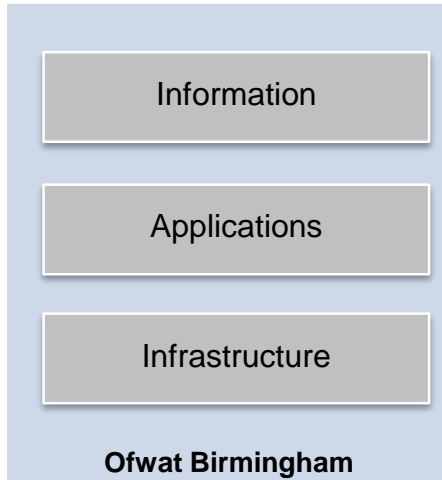 Information
Applications
Infrastructure
Ofwat Birmingham